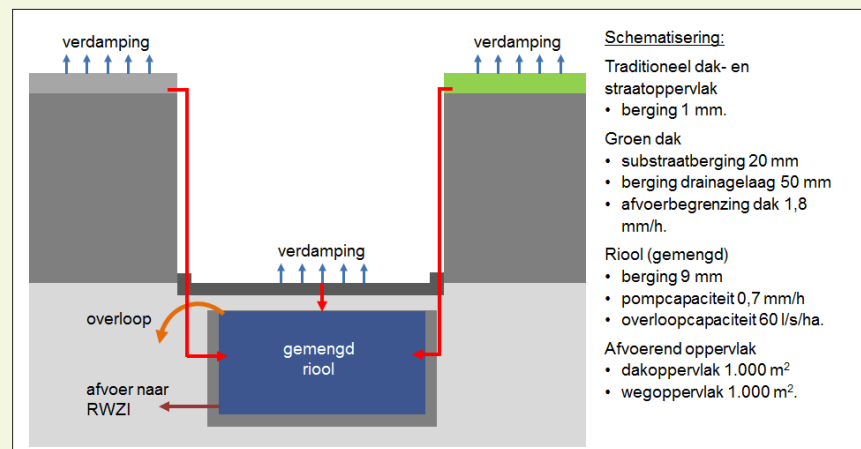 verdamping
verdamping
verdamping
overloop
gemengd
riool
afvoer naar
RWZI
Schematisering:
Traditioneel dak- en
straatoppervlak
• berging 1 mm.
Groen dak
• substraatberging 20 mm
• berging drainagelaag 50 mm
• afvoerbegrenzing dak 1,8
mm/h.
Riool (gemengd)
• berging 9 mm
• pompcapaciteit 0,7 mm/h
• overloopcapaciteit 60 l/s/ha.
Afvoerend oppervlak
• dakoppervlak 1.000 m²
• wegoppervlak 1.000 m².